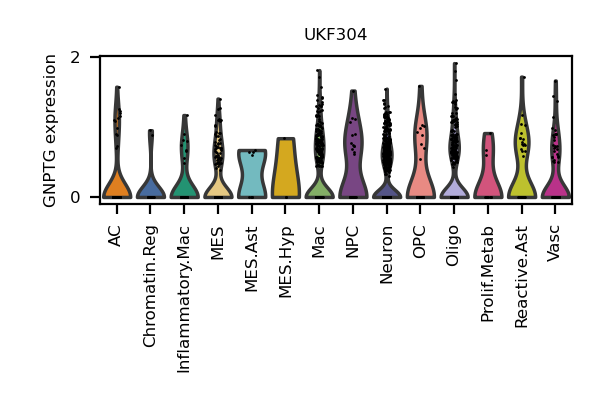 UKF304
GNPTG expression
2
0
AC
Chromatin.Reg
Inflammatory.Mac
MES
MES.Ast
MES.Hyp
Mac
NPC
Neuron
OPC
Oligo
Prolif.Metab
Reactive.Ast
Vasc